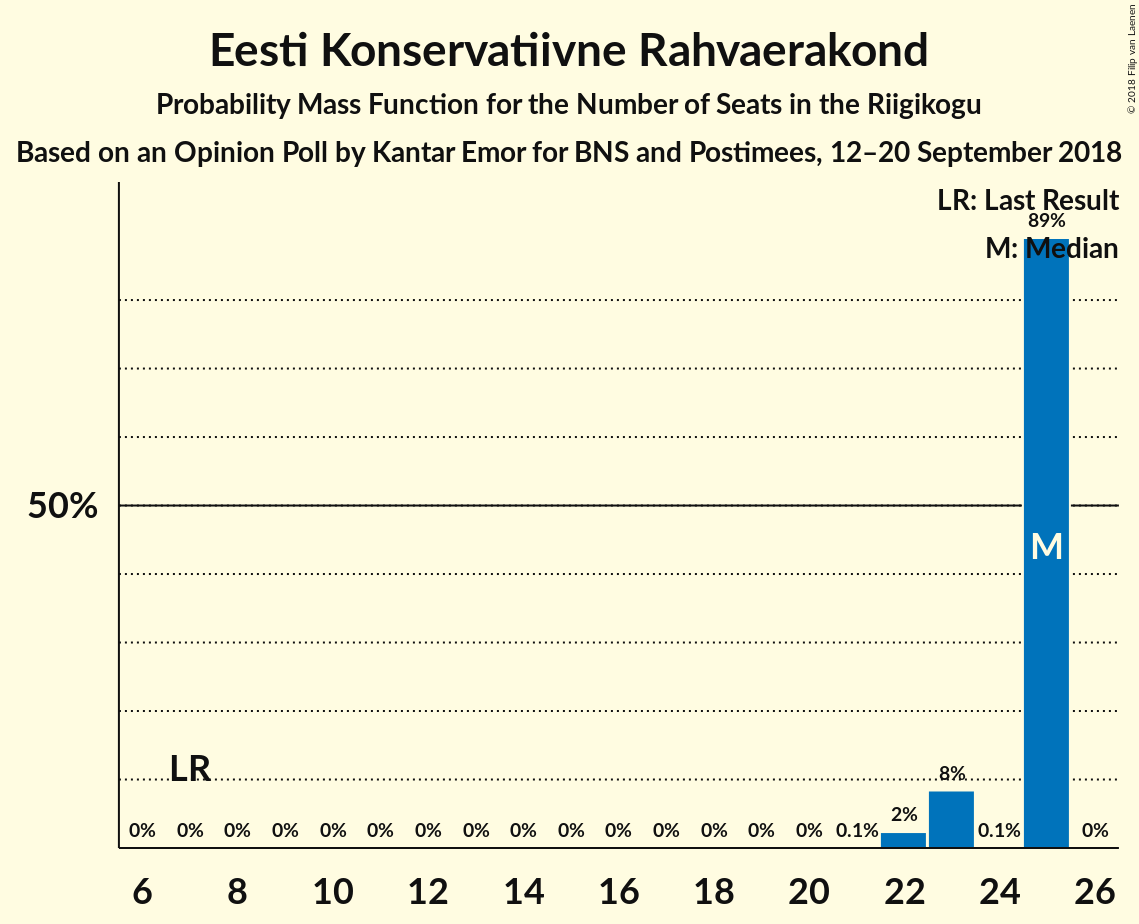 Eesti Konservatiivne Rahvaerakond
Probability Mass Function for the Number of Seats in the Riigikogu
Based on an Opinion Poll by Kantar Emor for BNS and Postimees, 12–20 September 2018
© 2018 Filip van Laenen
LR: Last Result
89%
M: Median
50%
M
LR
8%
2%
0% 0% 0% 0% 0% 0% 0% 0% 0% 0% 0% 0% 0% 0% 0% 0.1% 0.1% 0%
6 8 10 12 14 16 18 20 22 24 26